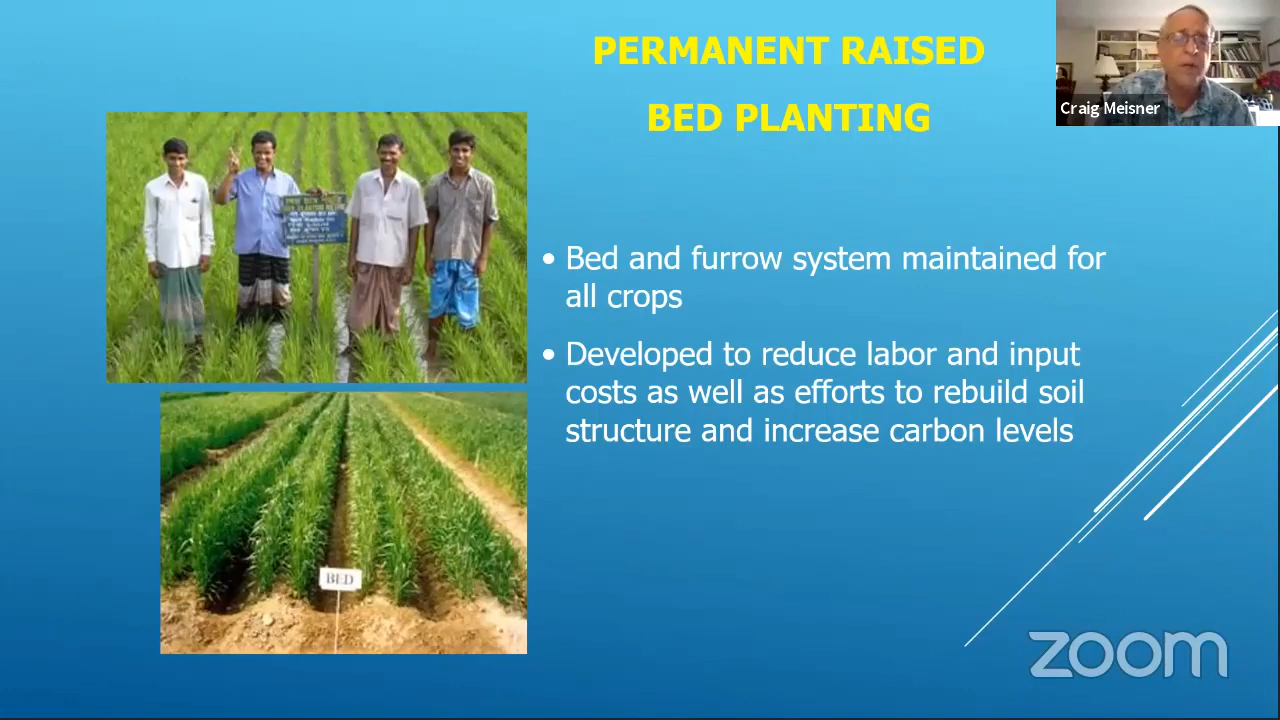 PERMANENT RAISED
BED PLANTING
Craig Meisner
• Bed and furrow system maintained for
all crops
• Developed to reduce labor and input
costs as well as efforts to rebuild soil
structure and increase carbon levels
BED
zoom